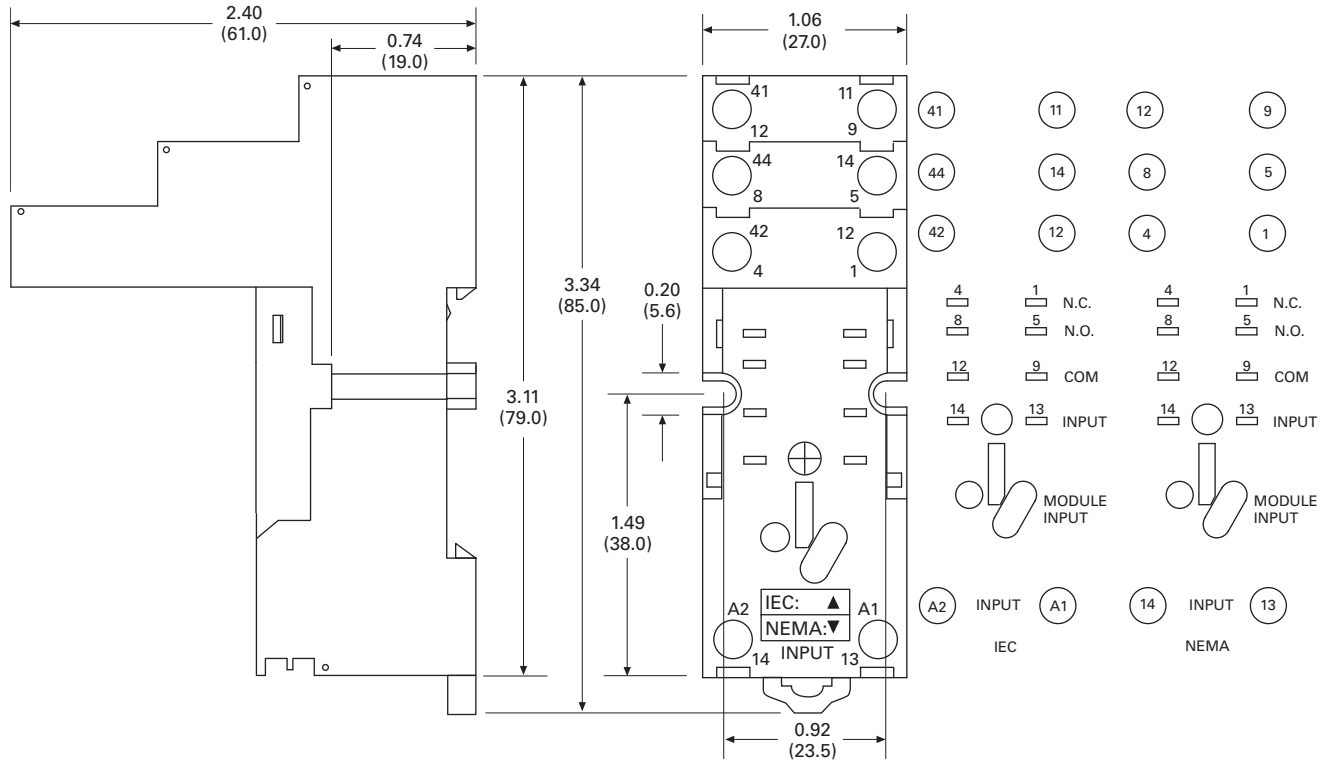 2.40
(61.0)
0.74
(19.0)
3.11
(79.0)
3.34
(85.0)
0.20
(5.6)
1.49
(38.0)
1.06
(27.0)
41 11
12 9
44 14
8 5
42 12
4 1
A2 IEC: ▲ A1
NEMA:▼
14 INPUT 13
0.92
(23.5)
41 11 12 9
44 14 8 5
42 12 4 1
4 1 N.C. 4 1 N.C.
8 5 N.O. 8 5 N.O.
12 9 COM 12 9 COM
14 13 INPUT 14 13 INPUT
MODULE
INPUT
MODULE
INPUT
A2 INPUT A1 14 INPUT 13
IEC NEMA